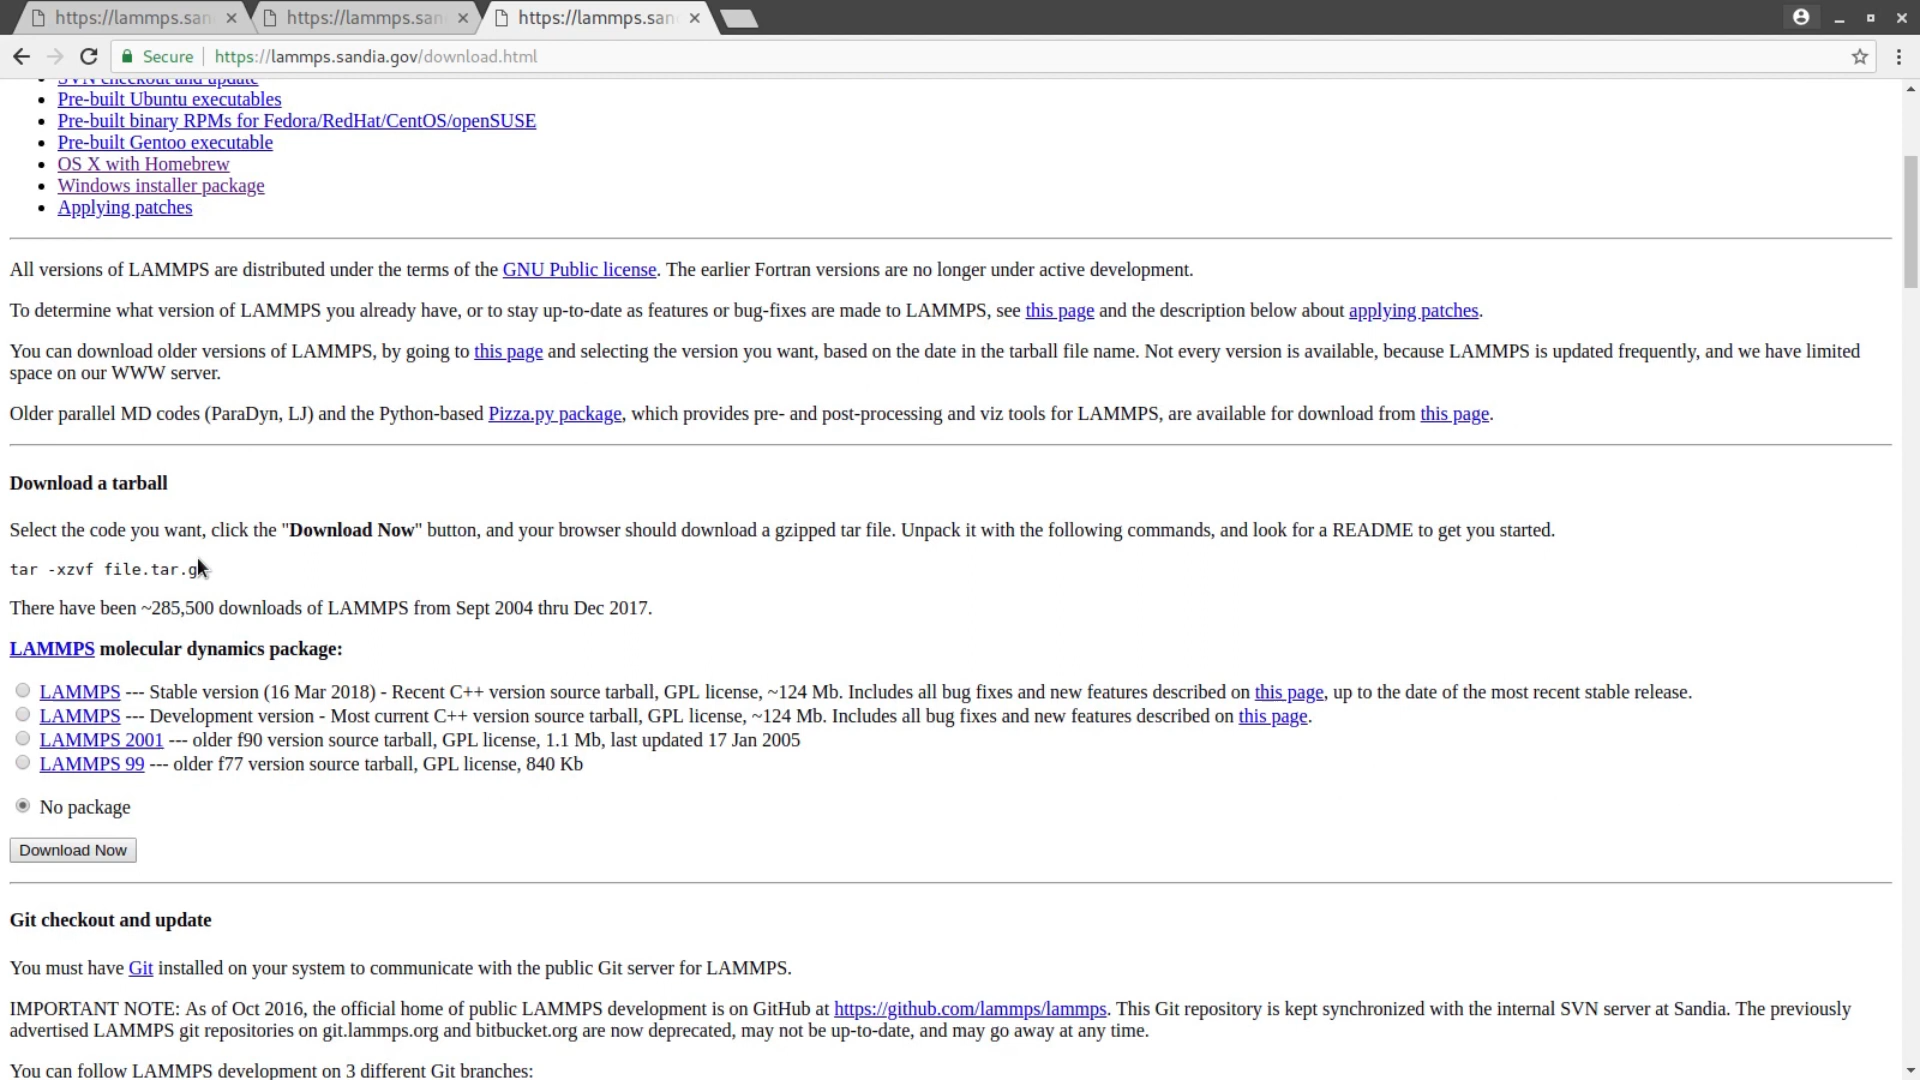 https://lammps.san
https://lammps.san
https://lammps.san
Secure
https://lammps.sandia.gov/download.html
SVN checkout and update
Pre-built Ubuntu executables
Pre-built binary RPMs for Fedora/RedHat/CentOS/openSUSE
Pre-built Gentoo executable
OS X with Homebrew
Windows installer package
Applying patches
All versions of LAMMPS are distributed under the terms of the GNU Public license. The earlier Fortran versions are no longer under active development.
To determine what version of LAMMPS you already have, or to stay up-to-date as features or bug-fixes are made to LAMMPS, see this page and the description below about applying patches.
You can download older versions of LAMMPS, by going to this page and selecting the version you want, based on the date in the tarball file name. Not every version is available, because LAMMPS is updated frequently, and we have limited
space on our WWW server.
Older parallel MD codes (ParaDyn, LJ) and the Python-based Pizza.py package, which provides pre- and post-processing and viz tools for LAMMPS, are available for download from this page.
Download a tarball
Select the code you want, click the "Download Now" button, and your browser should download a gzipped tar file. Unpack it with the following commands, and look for a README to get you started.
tar -xzvf file.tar.g
There have been ~285,500 downloads of LAMMPS from Sept 2004 thru Dec 2017.
LAMMPS molecular dynamics package:
LAMMPS --- Stable version (16 Mar 2018) - Recent C++ version source tarball, GPL license, ~124 Mb. Includes all bug fixes and new features described on this page, up to the date of the most recent stable release.
LAMMPS --- Development version - Most current C++ version source tarball, GPL license, ~124 Mb. Includes all bug fixes and new features described on this page.
LAMMPS 2001 --- older f90 version source tarball, GPL license, 1.1 Mb, last updated 17 Jan 2005
LAMMPS 99 --- older f77 version source tarball, GPL license, 840 Kb
No package
Download Now
Git checkout and update
You must have Git installed on your system to communicate with the public Git server for LAMMPS.
IMPORTANT NOTE: As of Oct 2016, the official home of public LAMMPS development is on GitHub at https://github.com/lammps/lammps. This Git repository is kept synchronized with the internal SVN server at Sandia. The previously
advertised LAMMPS git repositories on git.lammps.org and bitbucket.org are now deprecated, may not be up-to-date, and may go away at any time.
You can follow LAMMPS development on 3 different Git branches: